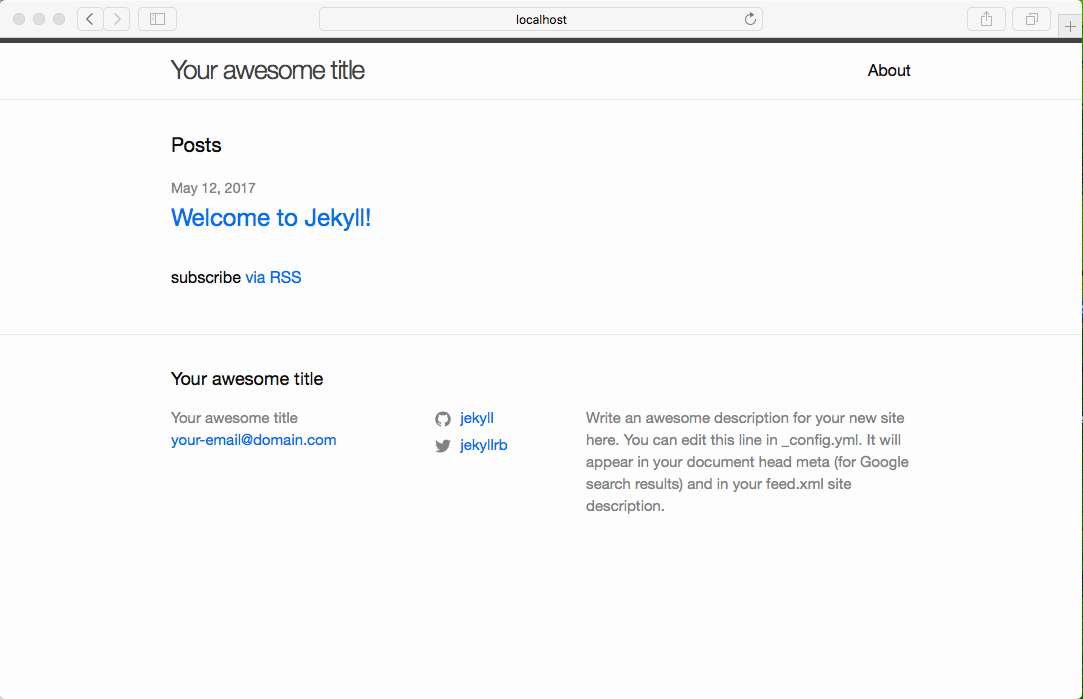 localhost
Your awesome title
About
Posts
May 12, 2017
Welcome to Jekyll!
subscribe via RSS
Your awesome title
Your awesome title
your-email@domain.com
jekyll
jekyllrb
Write an awesome description for your new site
here. You can edit this line in _config.yml. It will
appear in your document head meta (for Google
search results) and in your feed.xml site
description.